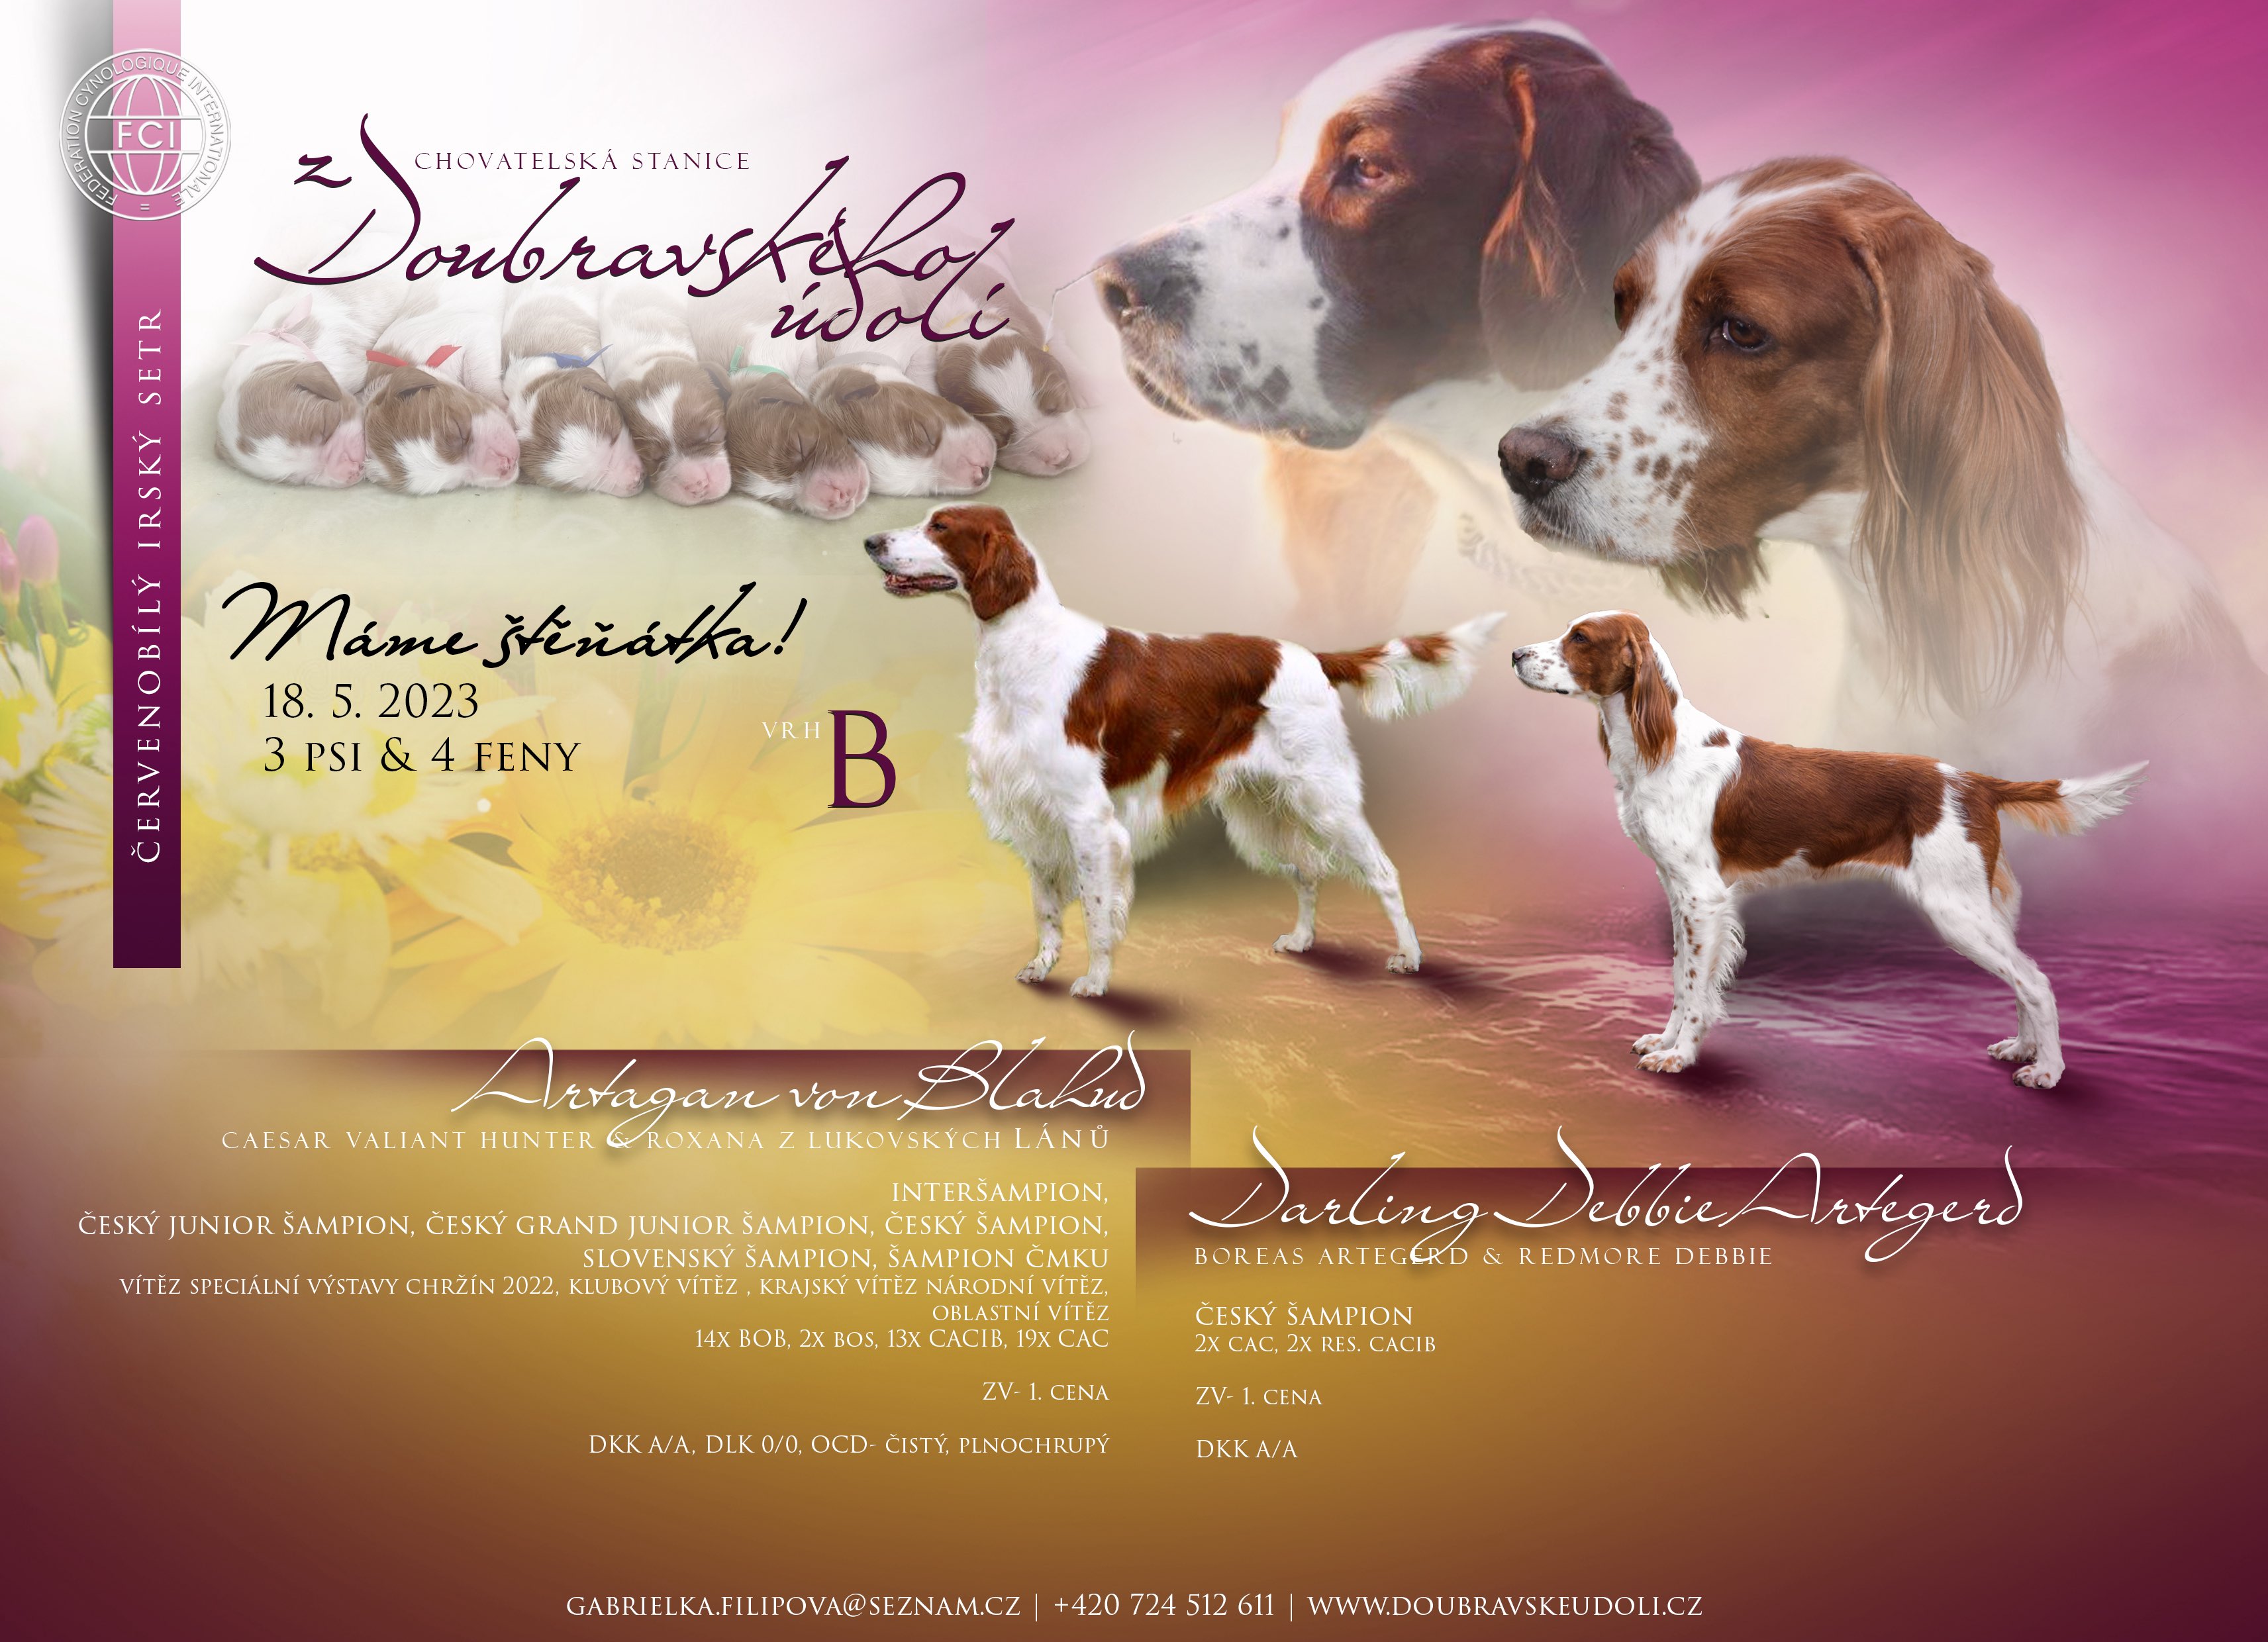 FEDERATION CYNOLOGIQUE INTERNATIONALE
FCI
ČERVENOBÍLÝ IRSKÝ SETR
CHOVATELSKÁ STANICE
z Doubravského
údolí
Máme štěňátka!
18. 5. 2023
3 PSI & 4 FENY
VRH B
Artagan von Blahud
CAESAR VALIANT HUNTER & ROXANA Z LUKOVSKÝCH LÁNŮ
INTERŠAMPION,
ČESKÝ JUNIOR ŠAMPION, ČESKÝ GRAND JUNIOR ŠAMPION, ČESKÝ ŠAMPION,
SLOVENSKÝ ŠAMPION, ŠAMPION ČMKU
VÍTĚZ SPECIÁLNÍ VÝSTAVY CHRŽÍN 2022, KLUBOVÝ VÍTĚZ , KRAJSKÝ VÍTĚZ NÁRODNÍ VÍTĚZ,
OBLASTNÍ VÍTĚZ
14X BOB, 2X BOS, 13X CACIB, 19X CAC
ZV- 1. CENA
DKK A/A, DLK 0/0, OCD- ČISTÝ, PLNOCHRUPÝ
Darling Debbie Artegerd
BOREAS ARTEGERD & REDMORE DEBBIE
ČESKÝ ŠAMPION
2X CAC, 2X RES. CACIB
ZV- 1. CENA
DKK A/A
GABRIELKA.FILIPOVA@SEZNAM.CZ | +420 724 512 611 | WWW.DOUBRAVSKEUDOLI.CZ